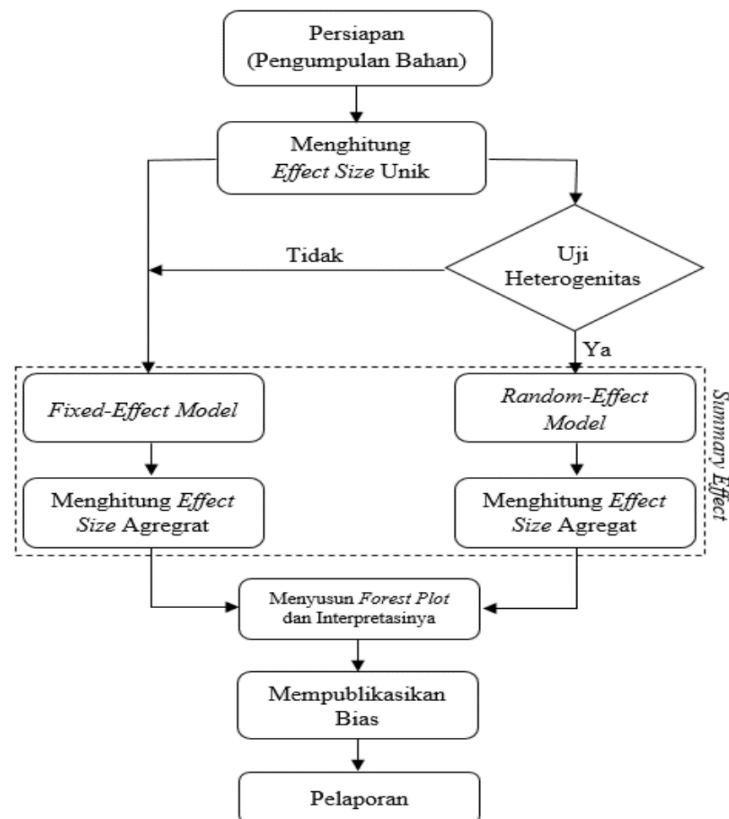 Persiapan
(Pengumpulan Bahan)
Menghitung
Effect Size Unik
Tidak
Uji
Heterogenitas
Ya
Fixed-Effect Model
Random-Effect
Model
Menghitung Effect
Size Agregrat
Menghitung Effect
Size Agregat
Summary Effect
Menyusun Forest Plot
dan Interpretasinya
Mempublikasikan
Bias
Pelaporan